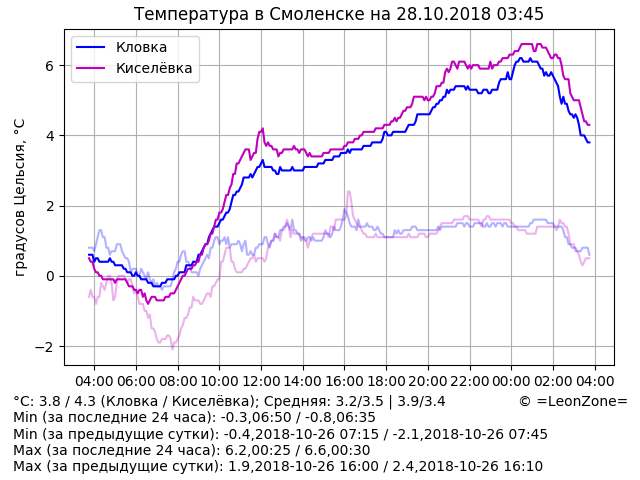 Температура в Смоленске на 28.10.2018 03:45
Кловка
Киселёвка
градусов Цельсия, °C
6
4
2
0
−2
04:00 06:00 08:00 10:00 12:00 14:00 16:00 18:00 20:00 22:00 00:00 02:00 04:00
°C: 3.8 / 4.3 (Кловка / Киселёвка); Средняя: 3.2/3.5 | 3.9/3.4 © =LeonZone=
Min (за последние 24 часа): -0.3,06:50 / -0.8,06:35
Min (за предыдущие сутки): -0.4,2018-10-26 07:15 / -2.1,2018-10-26 07:45
Max (за последние 24 часа): 6.2,00:25 / 6.6,00:30
Max (за предыдущие сутки): 1.9,2018-10-26 16:00 / 2.4,2018-10-26 16:10